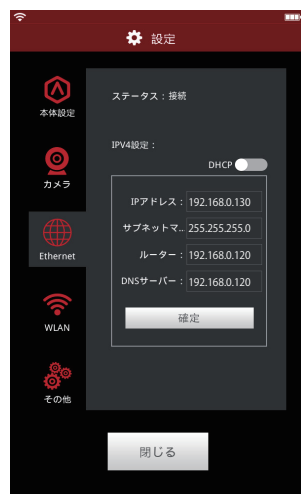 設定
本体設定
カメラ
Ethernet
WLAN
その他
ステータス：接続
IPV4設定：
DHCP
IPアドレス： 192.168.0.130
サブネットマ... 255.255.255.0
ルーター： 192.168.0.120
DNSサーバー： 192.168.0.120
確定
閉じる